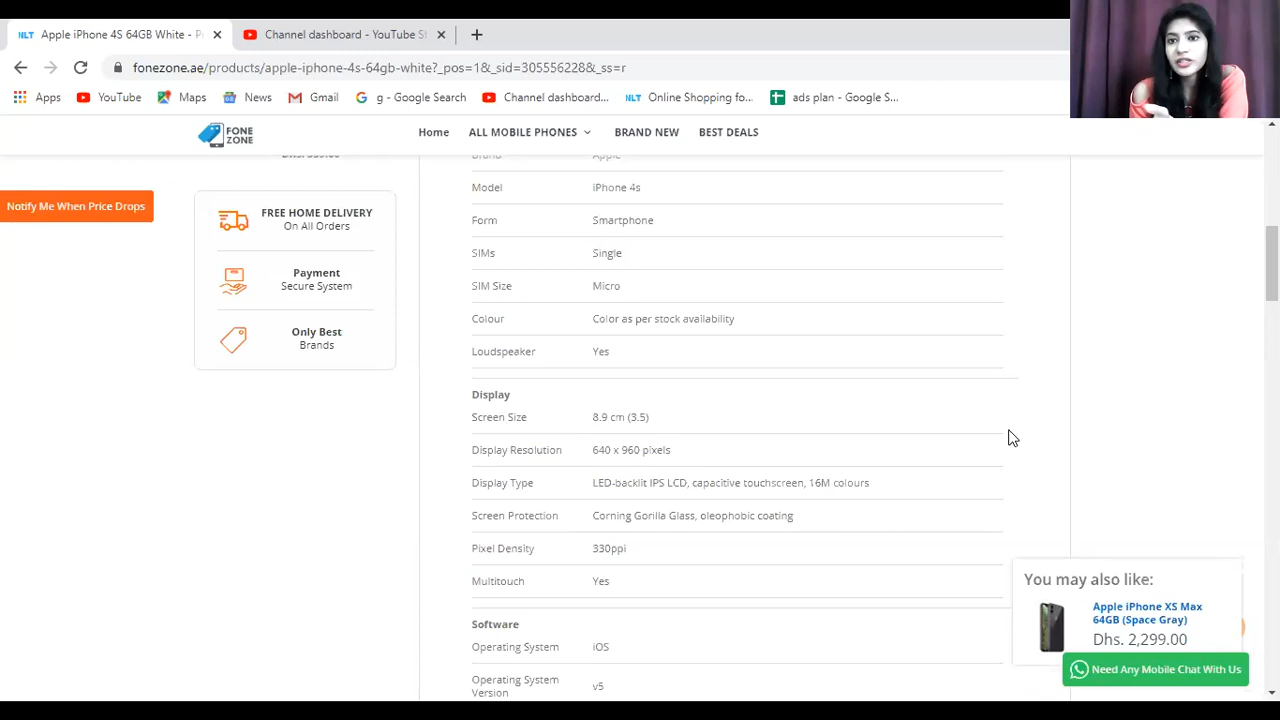 NLT Apple iPhone 4S 64GB White - P
Channel dashboard - YouTube St
fonezone.ae/products/apple-iphone-4s-64gb-white?_pos=1&_sid=305556228&_ss=r
Apps YouTube Maps News Gmail g - Google Search Channel dashboard... NLT Online Shopping fo... ads plan - Google S...
FONE
ZONE
Home ALL MOBILE PHONES BRAND NEW BEST DEALS
Brand Apple
Model iPhone 4s
Form Smartphone
SIMs Single
SIM Size Micro
Colour Color as per stock availability
Loudspeaker Yes
Display
Screen Size 8.9 cm (3.5)
Display Resolution 640 x 960 pixels
Display Type LED-backlit IPS LCD, capacitive touchscreen, 16M colours
Screen Protection Corning Gorilla Glass, oleophobic coating
Pixel Density 330ppi
Multitouch Yes
Software
Operating System iOS
Operating System
Version
v5
Notify Me When Price Drops
FREE HOME DELIVERY
On All Orders
Payment
Secure System
Only Best
Brands
You may also like:
Apple iPhone XS Max
64GB (Space Gray)
Dhs. 2,299.00
Need Any Mobile Chat With Us